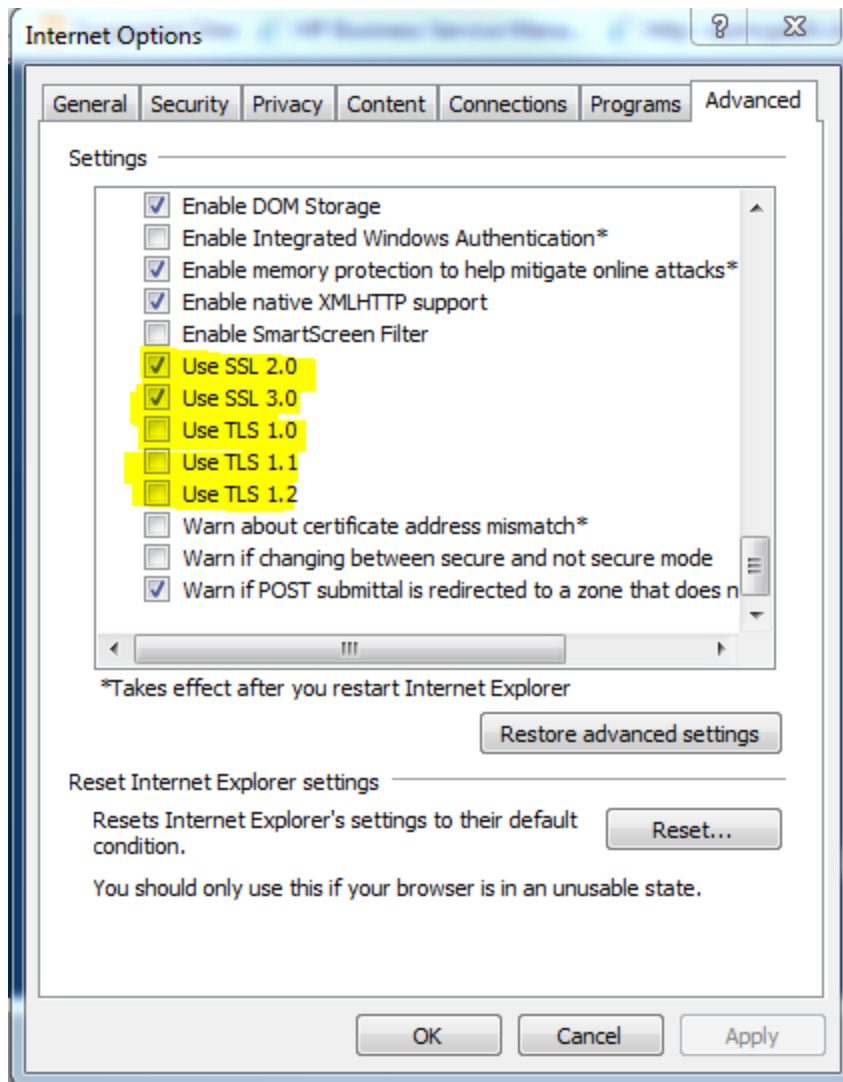 Internet Options
General Security Privacy Content Connections Programs Advanced
Settings
Enable DOM Storage
Enable Integrated Windows Authentication*
Enable memory protection to help mitigate online attacks*
Enable native XMLHTTP support
Enable SmartScreen Filter
Use SSL 2.0
Use SSL 3.0
Use TLS 1.0
Use TLS 1.1
Use TLS 1.2
Warn about certificate address mismatch*
Warn if changing between secure and not secure mode
Warn if POST submittal is redirected to a zone that does n
*Takes effect after you restart Internet Explorer
Restore advanced settings
Reset Internet Explorer settings
Resets Internet Explorer's settings to their default
condition.
Reset...
You should only use this if your browser is in an unusable state.
OK Cancel Apply